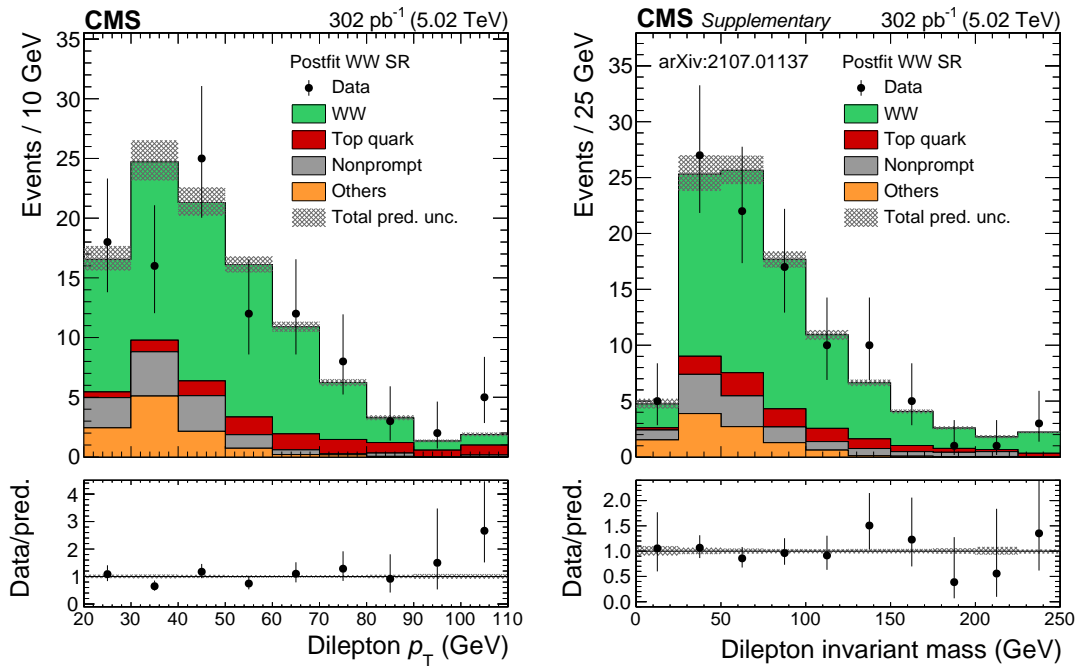 CMS 302 pb⁻¹ (5.02 TeV)
Events / 10 GeV
35
30
25
20
15
10
5
0
Postfit WW SR
Data
WW
Top quark
Nonprompt
Others
Total pred. unc.
Data/pred.
4
3
2
1
0
20 30 40 50 60 70 80 90 100 110
Dilepton p_T (GeV)
CMS Supplementary 302 pb⁻¹ (5.02 TeV)
Events / 25 GeV
35
30
25
20
15
10
5
0
arXiv:2107.01137
Postfit WW SR
Data
WW
Top quark
Nonprompt
Others
Total pred. unc.
Data/pred.
2.0
1.5
1.0
0.5
0.0
0 50 100 150 200 250
Dilepton invariant mass (GeV)